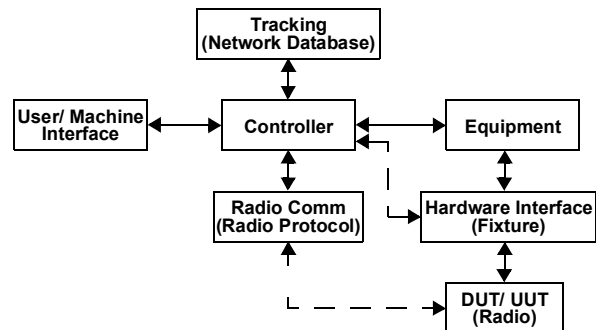 Tracking
(Network Database)
User/ Machine
Interface
Controller
Equipment
Radio Comm
(Radio Protocol)
Hardware Interface
(Fixture)
DUT/ UUT
(Radio)